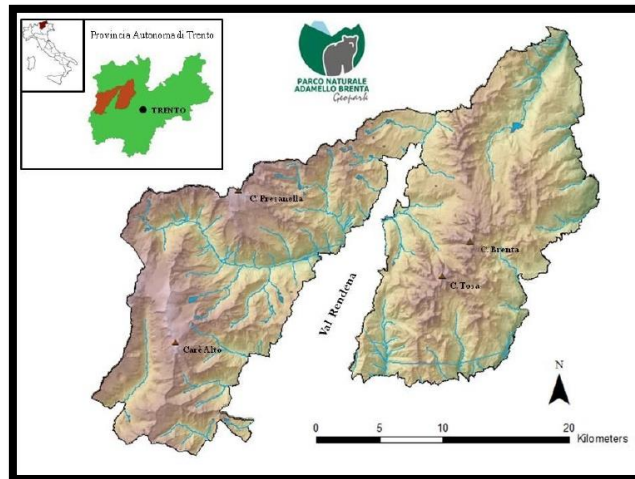 Provincia Autonoma di Trento
TRENTO
PARCO NATURALE
ADAMELLO BRENTA
Geopark
C. Presanella
C. Brenta
C. Tosa
Val Rendena
Carè Alto
N
0 5 10 20
Kilometers